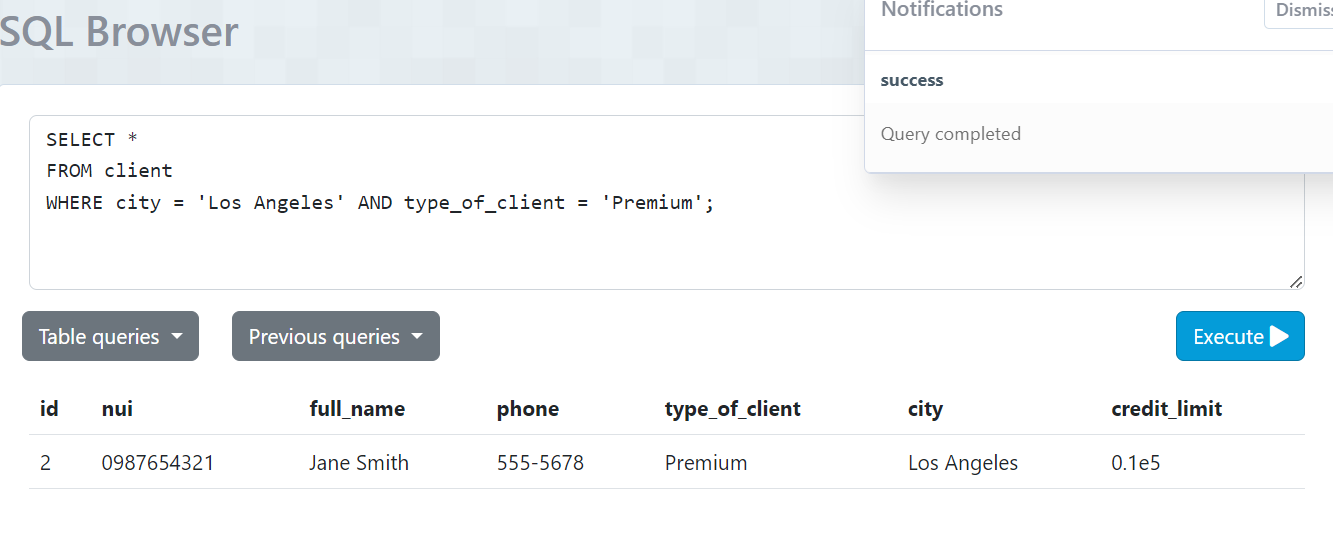 SQL Browser
Notifications
success
Query completed
SELECT *
FROM client
WHERE city = 'Los Angeles' AND type_of_client = 'Premium';
Table queries
Previous queries
Execute
id nui full_name phone type_of_client city credit_limit
2 0987654321 Jane Smith 555-5678 Premium Los Angeles 0.1e5